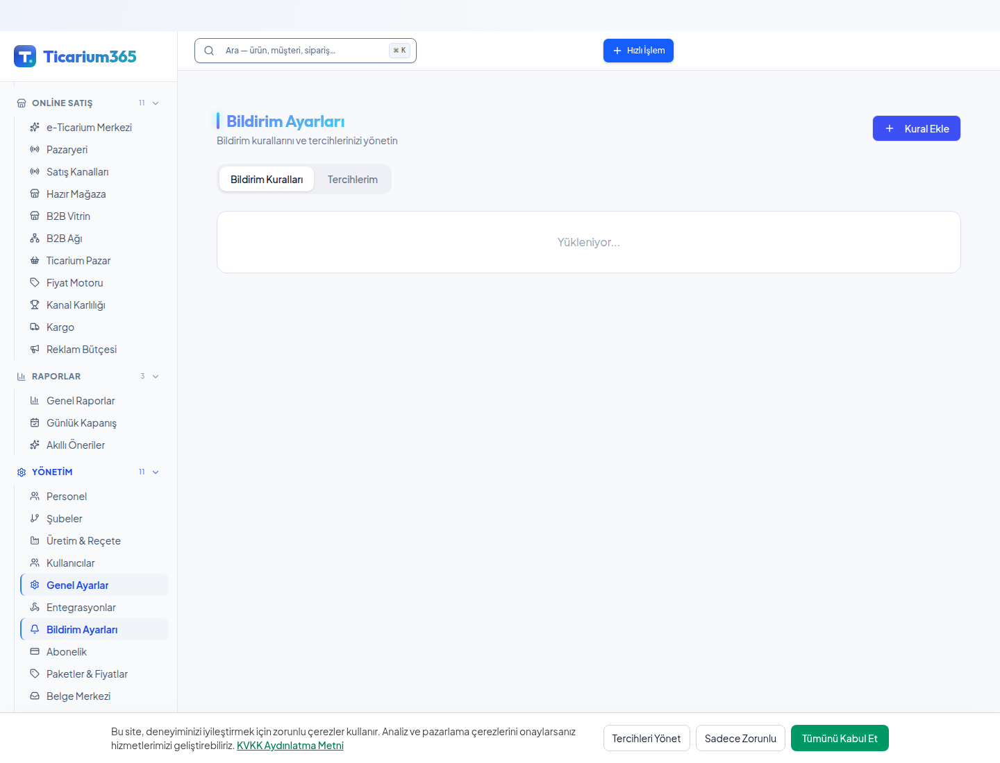 Ticarium365
Ara — ürün, müşteri, sipariş...
⌘ K
Hızlı İşlem
ONLİNE SATIŞ 11
e-Ticarium Merkezi
Pazaryeri
Satış Kanalları
Hazır Mağaza
B2B Vitrin
B2B Ağı
Ticarium Pazar
Fiyat Motoru
Kanal Karlılığı
Kargo
Reklam Bütçesi
RAPORLAR 3
Genel Raporlar
Günlük Kapanış
Akıllı Öneriler
YÖNETİM 11
Personel
Şubeler
Üretim & Reçete
Kullanıcılar
Genel Ayarlar
Entegrasyonlar
Bildirim Ayarları
Abonelik
Paketler & Fiyatlar
Belge Merkezi
Bildirim Ayarları
Bildirim kurallarını ve tercihlerinizi yönetin
Kural Ekle
Bildirim Kuralları
Tercihlerim
Yükleniyor...
Bu site, deneyiminizi iyileştirmek için zorunlu çerezler kullanır. Analiz ve pazarlama çerezlerini onaylarsanız
hizmetlerimizi geliştirebiliriz. KVKK Aydınlatma Metni
Tercihleri Yönet
Sadece Zorunlu
Tümünü Kabul Et